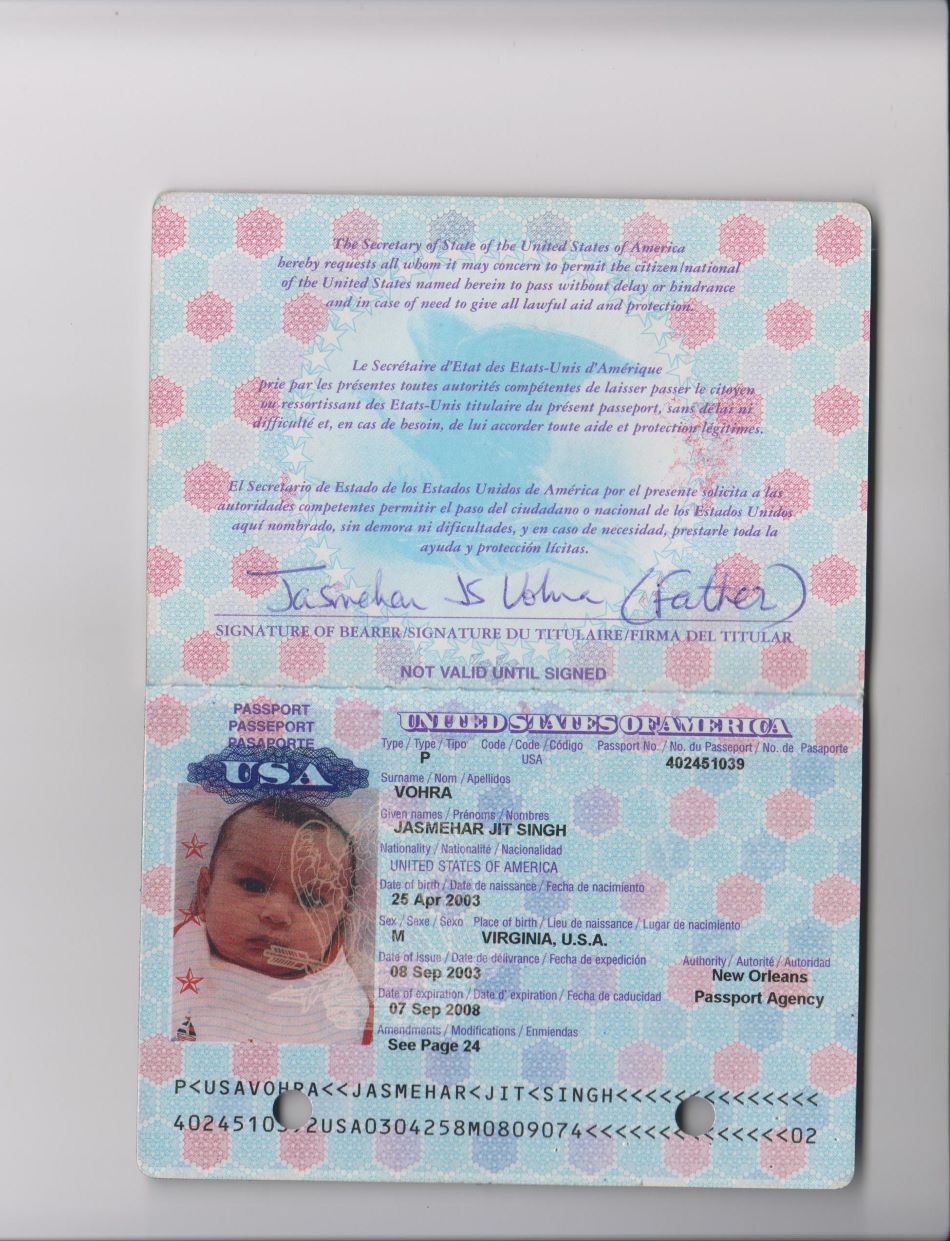 The Secretary of State of the United States of America
hereby requests all whom it may concern to permit the citizen/national
of the United States named herein to pass without delay or hindrance
and in case of need to give all lawful aid and protection.
Le Secrétaire d'Etat des Etats-Unis d'Amérique
prie par les présentes toutes autorités compétentes de laisser passer le citoyen
ou ressortissant des Etats-Unis titulaire du présent passeport, sans délai ni
difficulté et, en cas de besoin, de lui accorder toute aide et protection légitimes.
El Secretario de Estado de los Estados Unidos de América por el presente solicita a las
autoridades competentes permitir el paso del ciudadano o nacional de los Estados Unidos
aquí nombrado, sin demora ni dificultades, y en caso de necesidad, prestarle toda la
ayuda y protección lícitas.
Jasmehar JS Vohra (Father)
SIGNATURE OF BEARER/SIGNATURE DU TITULAIRE/FIRMA DEL TITULAR
NOT VALID UNTIL SIGNED
PASSPORT
PASSEPORT
PASAPORTE
USA
UNITED STATES OF AMERICA
Type / Type / Tipo Code / Code / Código Passport No. / No. du Passeport / No. de Pasaporte
P USA 402451039
Surname / Nom / Apellidos
VOHRA
Given names / Prénoms / Nombres
JASMEHAR JIT SINGH
Nationality / Nationalité / Nacionalidad
UNITED STATES OF AMERICA
Date of birth / Date de naissance / Fecha de nacimiento
25 Apr 2003
Sex / Sexe / Sexo Place of birth / Lieu de naissance / Lugar de nacimiento
M VIRGINIA, U.S.A.
Date of issue / Date de délivrance / Fecha de expedición Authority / Autorité / Autoridad
08 Sep 2003 New Orleans
Date of expiration / Date d' expiration / Fecha de caducidad Passport Agency
07 Sep 2008
Amendments / Modifications / Enmiendas
See Page 24
P<USAVOHRA<<JASMEHAR<JIT<SINGH<<<<<<<<<<<<<<
4024510 2USA0304258M0809074<<<<<<<<<<<<<<02